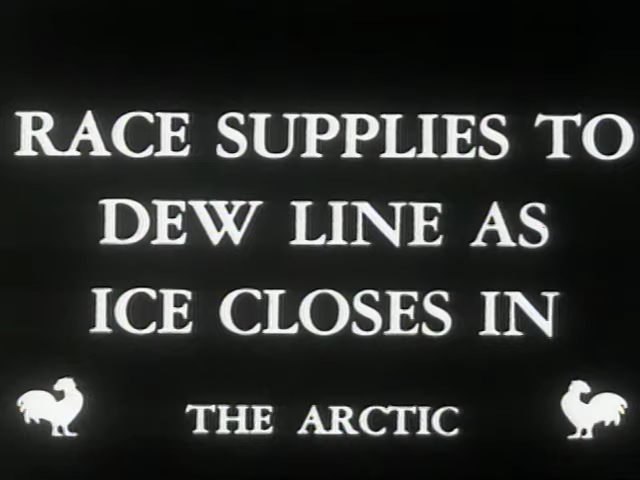 RACE SUPPLIES TO
DEW LINE AS
ICE CLOSES IN
THE ARCTIC